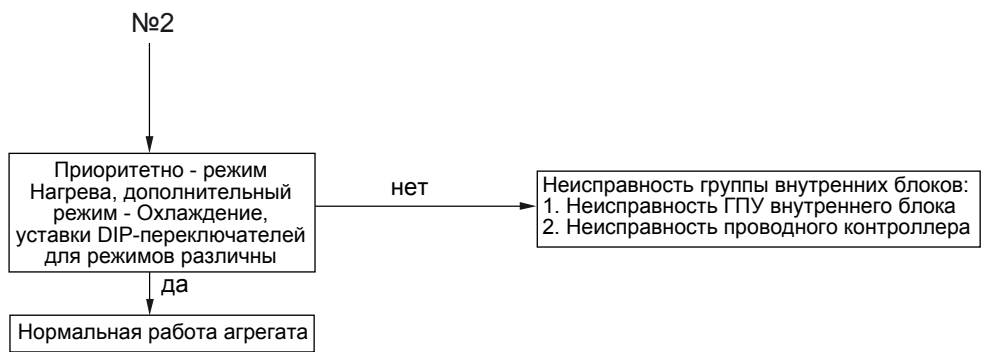 №2
Приоритетно - режим
Нагрева, дополнительный
режим - Охлаждение,
уставки DIP-переключателей
для режимов различны
нет
Неисправность группы внутренних блоков:
1. Неисправность ГПУ внутреннего блока
2. Неисправность проводного контроллера
да
Нормальная работа агрегата